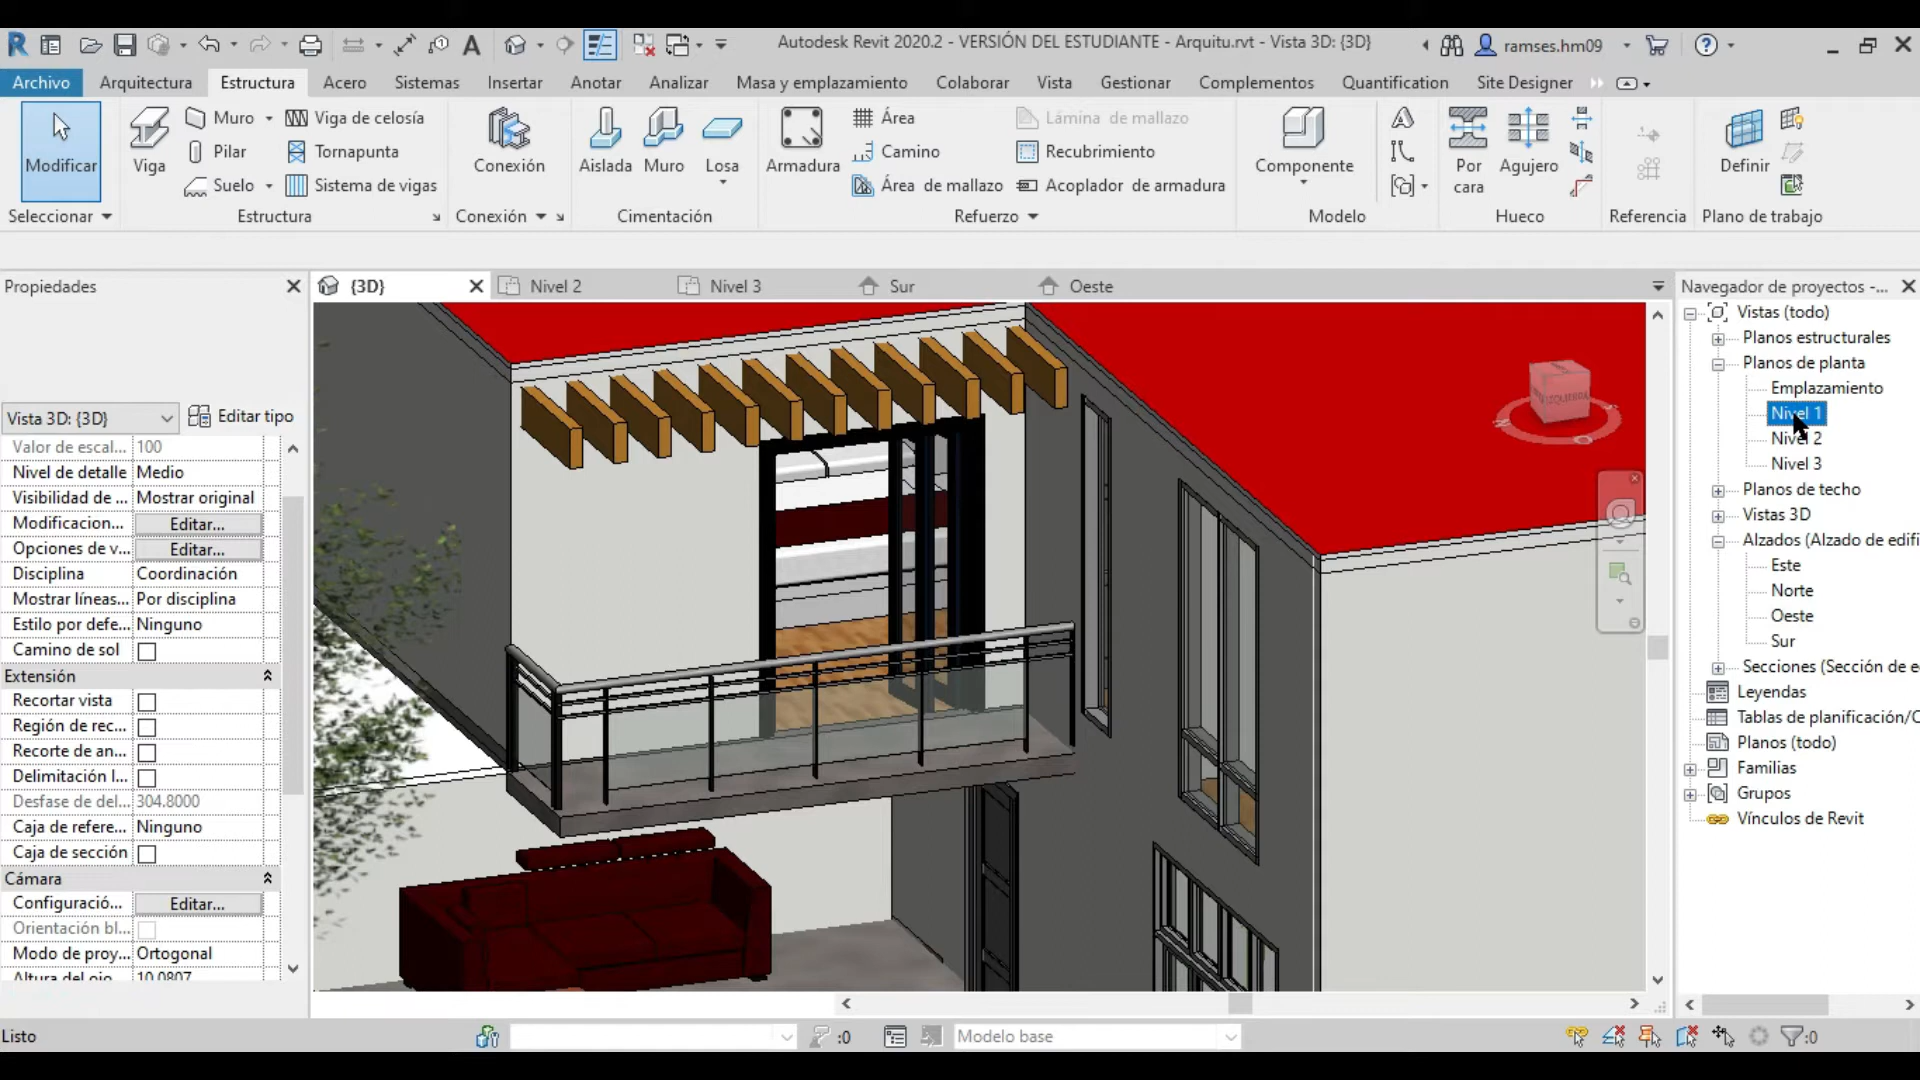 Autodesk Revit 2020.2 - VERSIÓN DEL ESTUDIANTE - Arquitu.rvt - Vista 3D: {3D}
ramses.hm09
Archivo Arquitectura Estructura Acero Sistemas Insertar Anotar Analizar Masa y emplazamiento Colaborar Vista Gestionar Complementos Quantification Site Designer
Modificar
Seleccionar
Viga
Muro
Pilar
Suelo
Viga de celosía
Tornapunta
Sistema de vigas
Estructura
Conexión
Conexión
Aislada
Muro
Losa
Cimentación
Armadura
Área
Camino
Área de mallazo
Lámina de mallazo
Recubrimiento
Acoplador de armadura
Refuerzo
Componente
Modelo
Por cara
Agujero
Hueco
Referencia
Definir
Plano de trabajo
Propiedades
Vista 3D: {3D}
Editar tipo
Valor de escal... 100
Nivel de detalle Medio
Visibilidad de ... Mostrar original
Modificacion... Editar...
Opciones de v... Editar...
Disciplina Coordinación
Mostrar líneas... Por disciplina
Estilo por defe... Ninguno
Camino de sol
Extensión
Recortar vista
Región de rec...
Recorte de an...
Delimitación l...
Desfase de del... 304.8000
Caja de refere... Ninguno
Caja de sección
Cámara
Configuració... Editar...
Orientación bl...
Modo de proy... Ortogonal
Altura del ojo 10.0807
{3D} Nivel 2 Nivel 3 Sur Oeste
Navegador de proyectos -...
Vistas (todo)
Planos estructurales
Planos de planta
Emplazamiento
Nivel 1
Nivel 2
Nivel 3
Planos de techo
Vistas 3D
Alzados (Alzado de edifi
Este
Norte
Oeste
Sur
Secciones (Sección de e
Leyendas
Tablas de planificación/C
Planos (todo)
Familias
Grupos
Vínculos de Revit
Listo
:0
Modelo base
:0